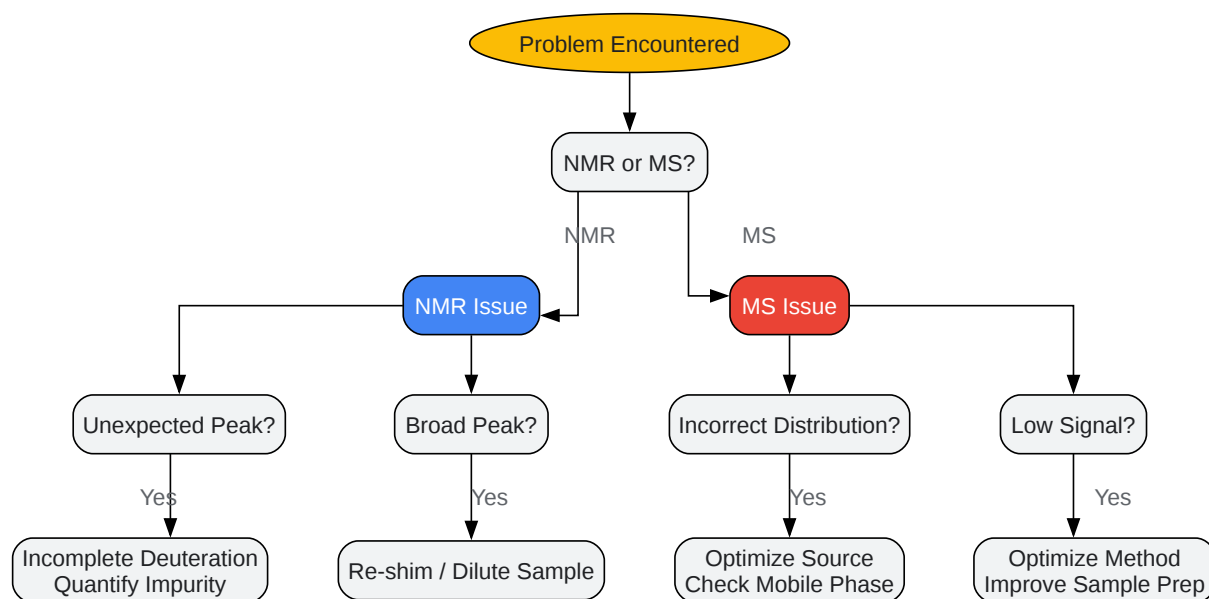 Problem Encountered
NMR or MS?
NMR
MS
NMR Issue
MS Issue
Unexpected Peak?
Broad Peak?
Incorrect Distribution?
Low Signal?
Yes
Yes
Yes
Yes
Incomplete Deuteration
Quantify Impurity
Re-shim / Dilute Sample
Optimize Source
Check Mobile Phase
Optimize Method
Improve Sample Prep